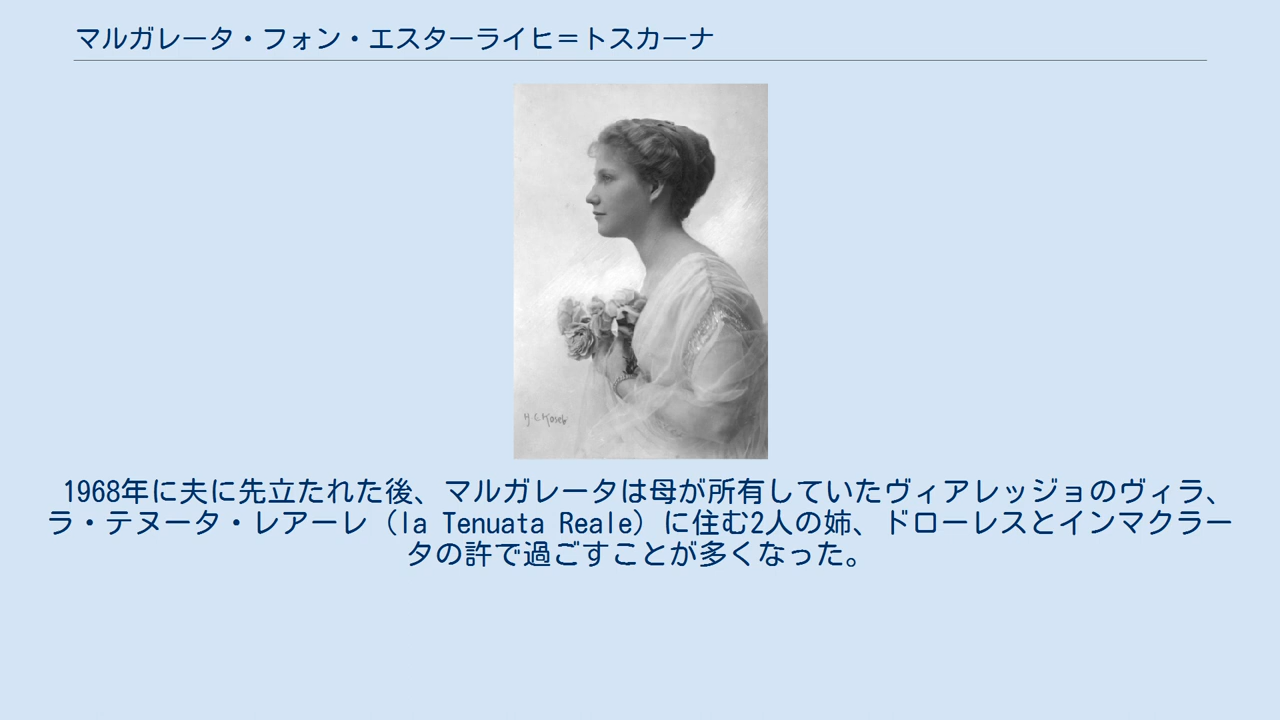 マルガレータ・フォン・エスターライヒ＝トスカーナ
1968年に夫に先立たれた後、マルガレータは母が所有していたヴィアレッジョのヴィラ、
ラ・テヌータ・レアーレ（la Tenuata Reale）に住む2人の姉、ドローレスとインマクラー
タの許で過ごすことが多くなった。